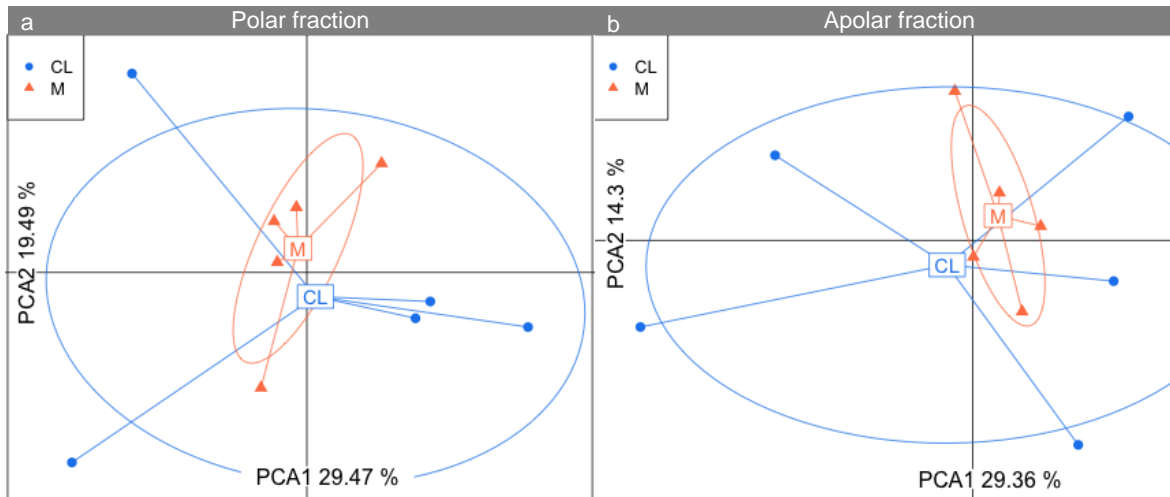 a Polar fraction
CL
M
M
CL
PCA2 19.49 %
PCA1 29.47 %
b Apolar fraction
CL
M
M
CL
PCA2 14.3 %
PCA1 29.36 %